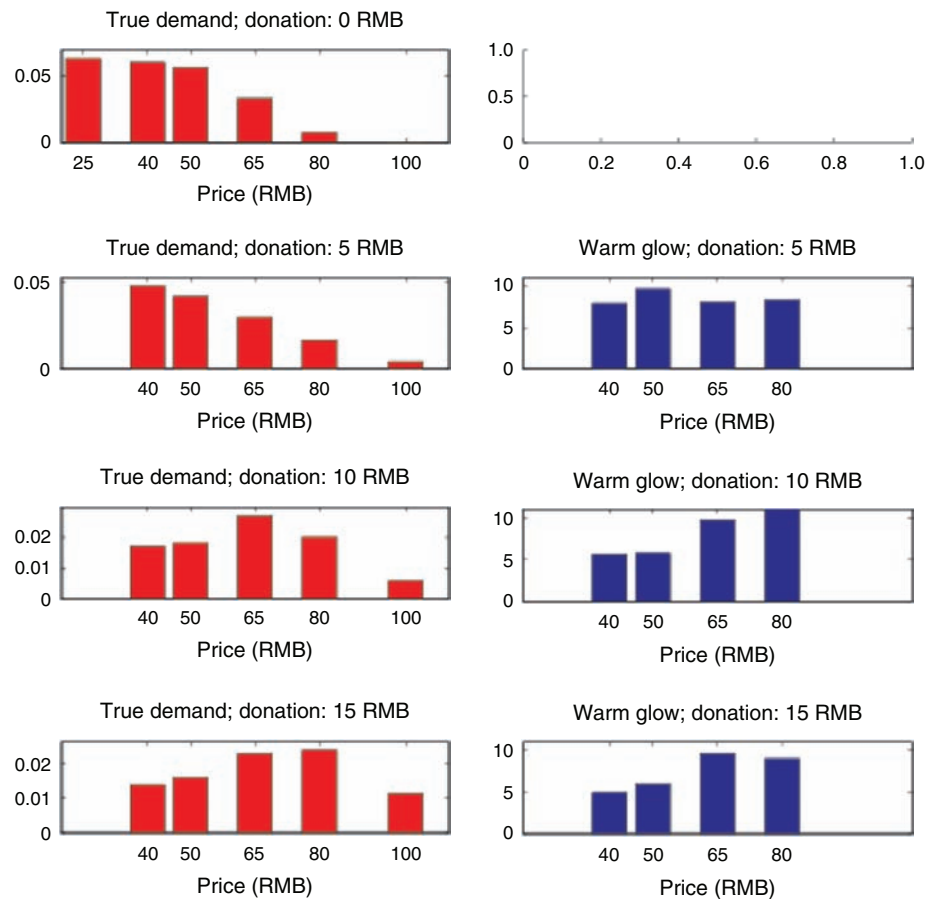 True demand; donation: 0 RMB
0.05
0
25 40 50 65 80 100
Price (RMB)
1.0
0.5
0
0 0.2 0.4 0.6 0.8 1.0
True demand; donation: 5 RMB
0.05
0
40 50 65 80 100
Price (RMB)
Warm glow; donation: 5 RMB
10
5
0
40 50 65 80
Price (RMB)
True demand; donation: 10 RMB
0.02
0.01
0
40 50 65 80 100
Price (RMB)
Warm glow; donation: 10 RMB
10
5
0
40 50 65 80
Price (RMB)
True demand; donation: 15 RMB
0.02
0.01
0
40 50 65 80 100
Price (RMB)
Warm glow; donation: 15 RMB
10
5
0
40 50 65 80
Price (RMB)